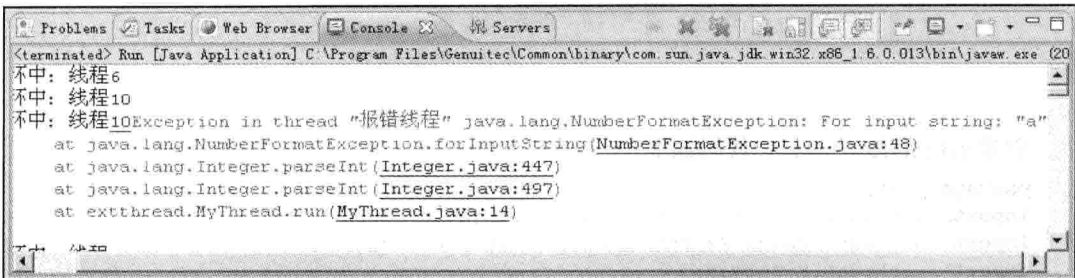 Problems Tasks Web Browser Console Servers
<terminated> Run [Java Application] C:\Program Files\Genuitec\Common\binary\com.sun.java.jdk.win32.x86_1.6.0.013\bin\javaw.exe (20
环中: 线程6
环中: 线程10
环中: 线程10Exception in thread "报错线程" java.lang.NumberFormatException: For input string: "a"
at java.lang.NumberFormatException.forInputString(NumberFormatException.java:48)
at java.lang.Integer.parseInt(Integer.java:447)
at java.lang.Integer.parseInt(Integer.java:497)
at extthread.MyThread.run(MyThread.java:14)